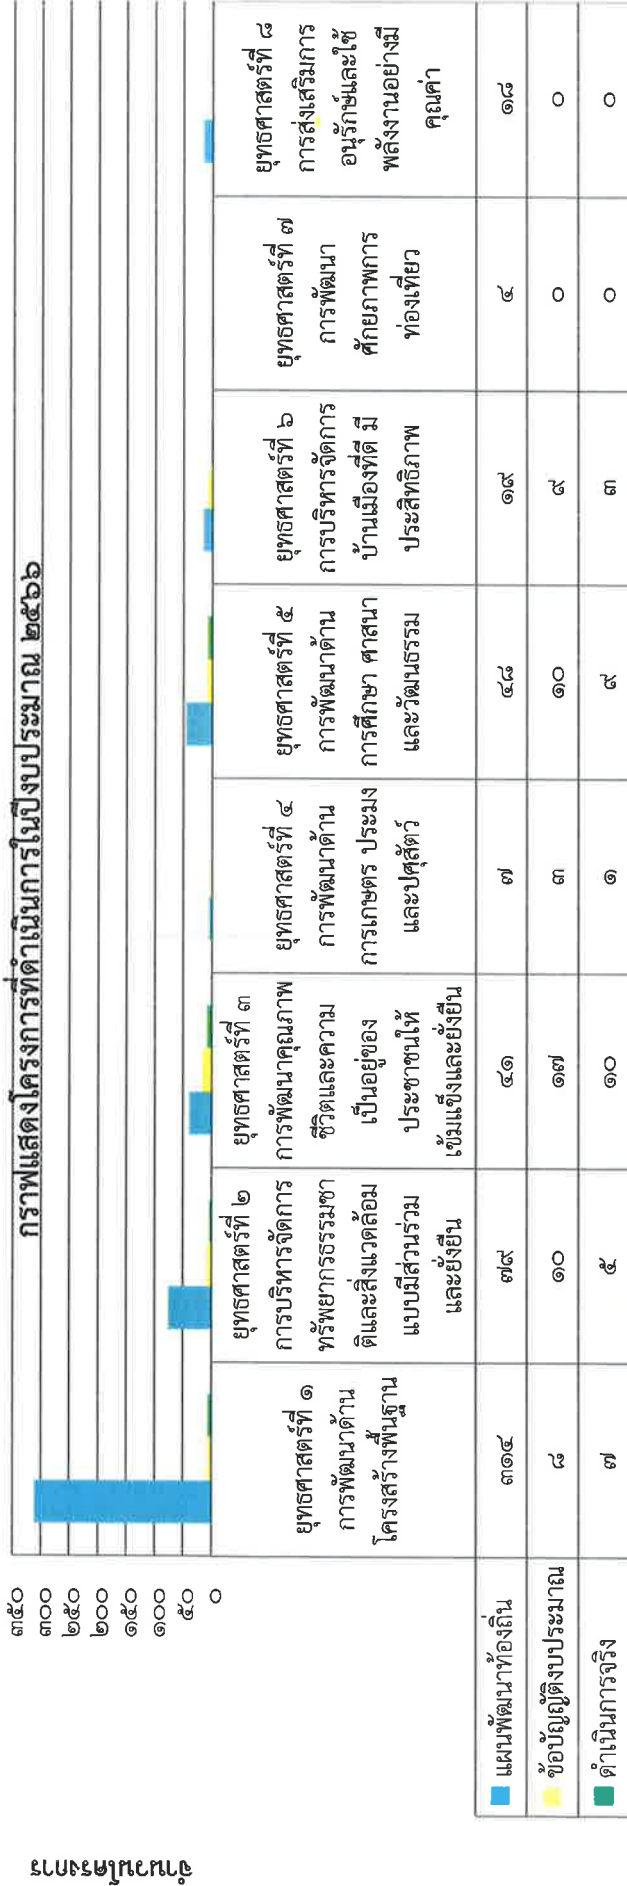 กราฟแสดงโครงการที่ดำเนินการในปีงบประมาณ ๒๕๖๖
จำนวนโครงการ
๓๕๐
๓๐๐
๒๕๐
๒๐๐
๑๕๐
๑๐๐
๕๐
๐
ยุทธศาสตร์ที่ ๑
การพัฒนาด้าน
โครงสร้างพื้นฐาน
ยุทธศาสตร์ที่ ๒
การบริหารจัดการ
ทรัพยากรธรรมชา
ติและสิ่งแวดล้อม
แบบมีส่วนร่วม
และยั่งยืน
ยุทธศาสตร์ที่ ๓
การพัฒนาคุณภาพ
ชีวิตและความ
เป็นอยู่ของ
ประชาชนให้
เข้มแข็งและยั่งยืน
ยุทธศาสตร์ที่ ๔
การพัฒนาด้าน
การเกษตร ประมง
และปศุสัตว์
ยุทธศาสตร์ที่ ๕
การพัฒนาด้าน
การศึกษา ศาสนา
และวัฒนธรรม
ยุทธศาสตร์ที่ ๖
การบริหารจัดการ
บ้านเมืองที่ดี มี
ประสิทธิภาพ
ยุทธศาสตร์ที่ ๗
การพัฒนา
ศักยภาพการ
ท่องเที่ยว
ยุทธศาสตร์ที่ ๘
การส่งเสริมการ
อนุรักษ์และใช้
พลังงานอย่างมี
คุณค่า
แผนพัฒนาท้องถิ่น ๓๑๔ ๗๙ ๔๑ ๗ ๔๘ ๑๙ ๔ ๑๘
ข้อบัญญัติงบประมาณ ๘ ๑๐ ๑๗ ๓ ๑๐ ๙ ๐ ๐
ดำเนินการจริง ๗ ๕ ๑๐ ๑ ๙ ๓ ๐ ๐